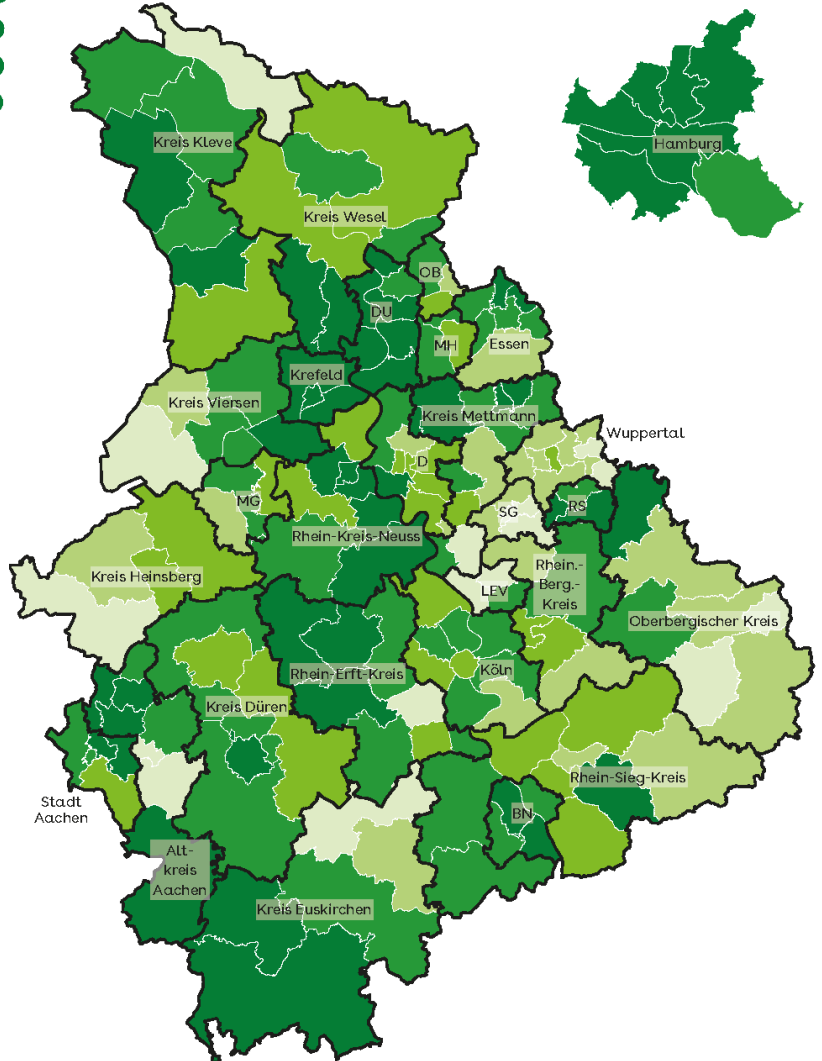 Kreis Kleve
Hamburg
Kreis Wesel
OB
DU
MH
Essen
Krefeld
Kreis Viersen
Kreis Mettmann
Wuppertal
D
MG
SG
RS
Rhein-Kreis-Neuss
Kreis Heinsberg
LEV
Rhein.-
Berg.-
Kreis
Oberbergischer Kreis
Rhein-Erft-Kreis
Köln
Kreis Düren
Rhein-Sieg-Kreis
Stadt
Aachen
BN
Alt-
kreis
Aachen
Kreis Euskirchen